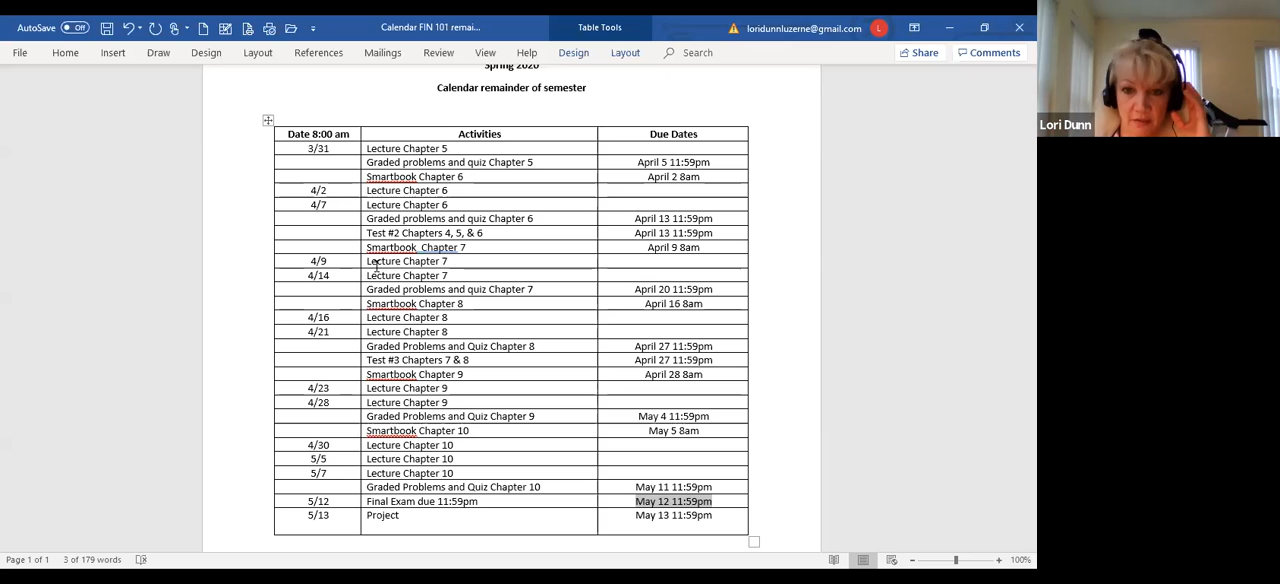 AutoSave Off Calendar FIN 101 remai... Table Tools loridunnluzerne@gmail.com L
File Home Insert Draw Design Layout References Mailings Review View Help Design Layout Search Share Comments
Lori Dunn
Spring 2020
Calendar remainder of semester
Date 8:00 am Activities Due Dates
3/31 Lecture Chapter 5
Graded problems and quiz Chapter 5 April 5 11:59pm
Smartbook Chapter 6 April 2 8am
4/2 Lecture Chapter 6
4/7 Lecture Chapter 6
Graded problems and quiz Chapter 6 April 13 11:59pm
Test #2 Chapters 4, 5, & 6 April 13 11:59pm
Smartbook Chapter 7 April 9 8am
4/9 Lecture Chapter 7
4/14 Lecture Chapter 7
Graded problems and quiz Chapter 7 April 20 11:59pm
Smartbook Chapter 8 April 16 8am
4/16 Lecture Chapter 8
4/21 Lecture Chapter 8
Graded Problems and Quiz Chapter 8 April 27 11:59pm
Test #3 Chapters 7 & 8 April 27 11:59pm
Smartbook Chapter 9 April 28 8am
4/23 Lecture Chapter 9
4/28 Lecture Chapter 9
Graded Problems and Quiz Chapter 9 May 4 11:59pm
Smartbook Chapter 10 May 5 8am
4/30 Lecture Chapter 10
5/5 Lecture Chapter 10
5/7 Lecture Chapter 10
Graded Problems and Quiz Chapter 10 May 11 11:59pm
5/12 Final Exam due 11:59pm May 12 11:59pm
5/13 Project May 13 11:59pm
Page 1 of 1 3 of 179 words 100%